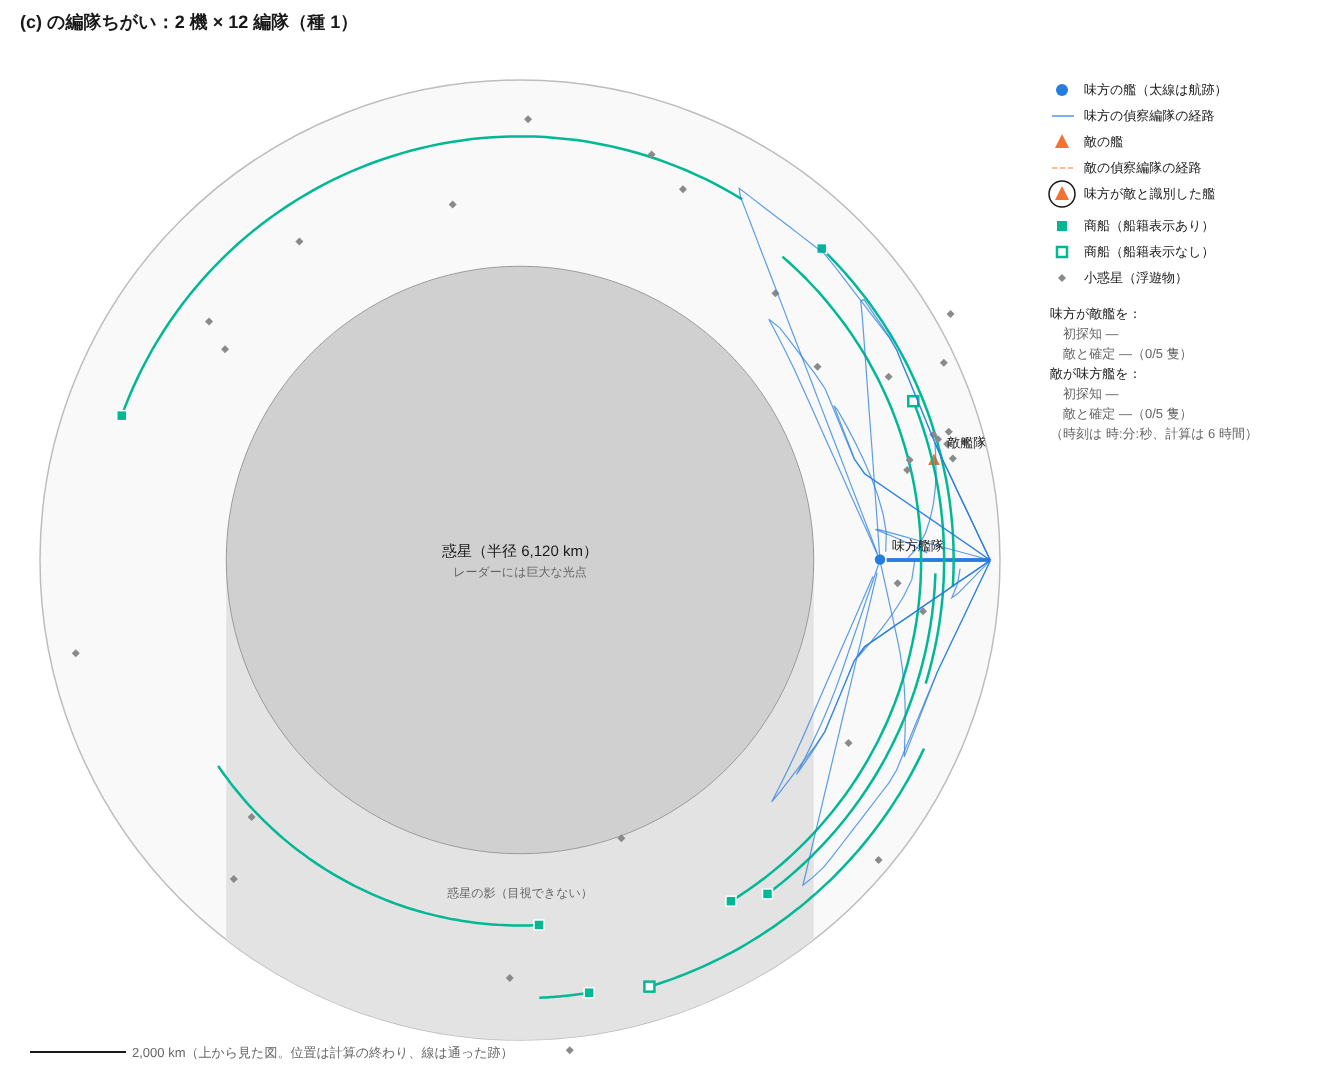 (c) の編隊ちがい：2 機 × 12 編隊（種 1）
味方の艦（太線は航跡）
味方の偵察編隊の経路
敵の艦
敵の偵察編隊の経路
味方が敵と識別した艦
商船（船籍表示あり）
商船（船籍表示なし）
小惑星（浮遊物）
味方が敵艦を：
初探知 —
敵と確定 —（0/5 隻）
敵が味方艦を：
初探知 —
敵と確定 —（0/5 隻）
（時刻は 時:分:秒、計算は 6 時間）
敵艦隊
味方艦隊
惑星（半径 6,120 km）
レーダーには巨大な光点
惑星の影（目視できない）
2,000 km（上から見た図。位置は計算の終わり、線は通った跡）